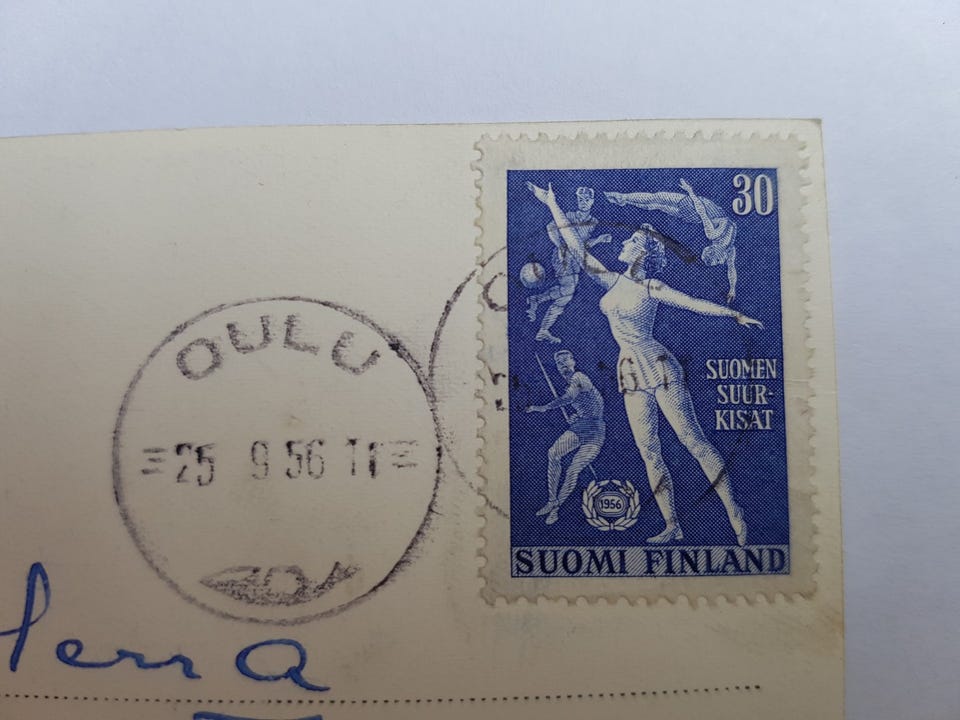 30
OULU
SUOMEN
SUUR-
KISAT
25 9 56 11
1956
SUOMI FINLAND